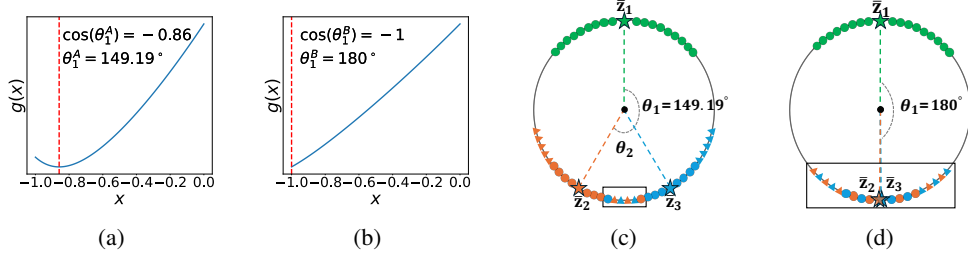 cos(θ₁ᴬ) = −0.86
θ₁ᴬ = 149.19°
g(x)
−1.0 −0.8 −0.6 −0.4 −0.2 0.0
x
(a)
cos(θ₁ᴮ) = −1
θ₁ᴮ = 180°
g(x)
−1.0 −0.8 −0.6 −0.4 −0.2 0.0
x
(b)
z̄₁
θ₁=149.19°
θ₂
z̄₂
z̄₃
(c)
z̄₁
θ₁=180°
z̄₂ z̄₃
(d)